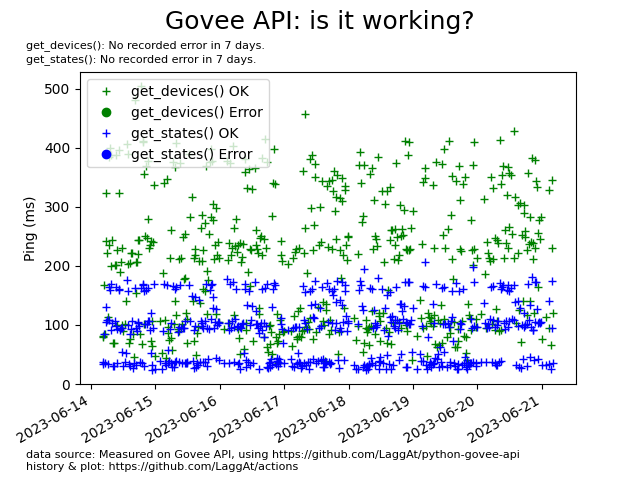 Govee API: is it working?
get_devices(): No recorded error in 7 days.
get_states(): No recorded error in 7 days.
get_devices() OK
get_devices() Error
get_states() OK
get_states() Error
Ping (ms)
500
400
300
200
100
0
2023-06-14
2023-06-15
2023-06-16
2023-06-17
2023-06-18
2023-06-19
2023-06-20
2023-06-21
data source: Measured on Govee API, using https://github.com/LaggAt/python-govee-api
history & plot: https://github.com/LaggAt/actions